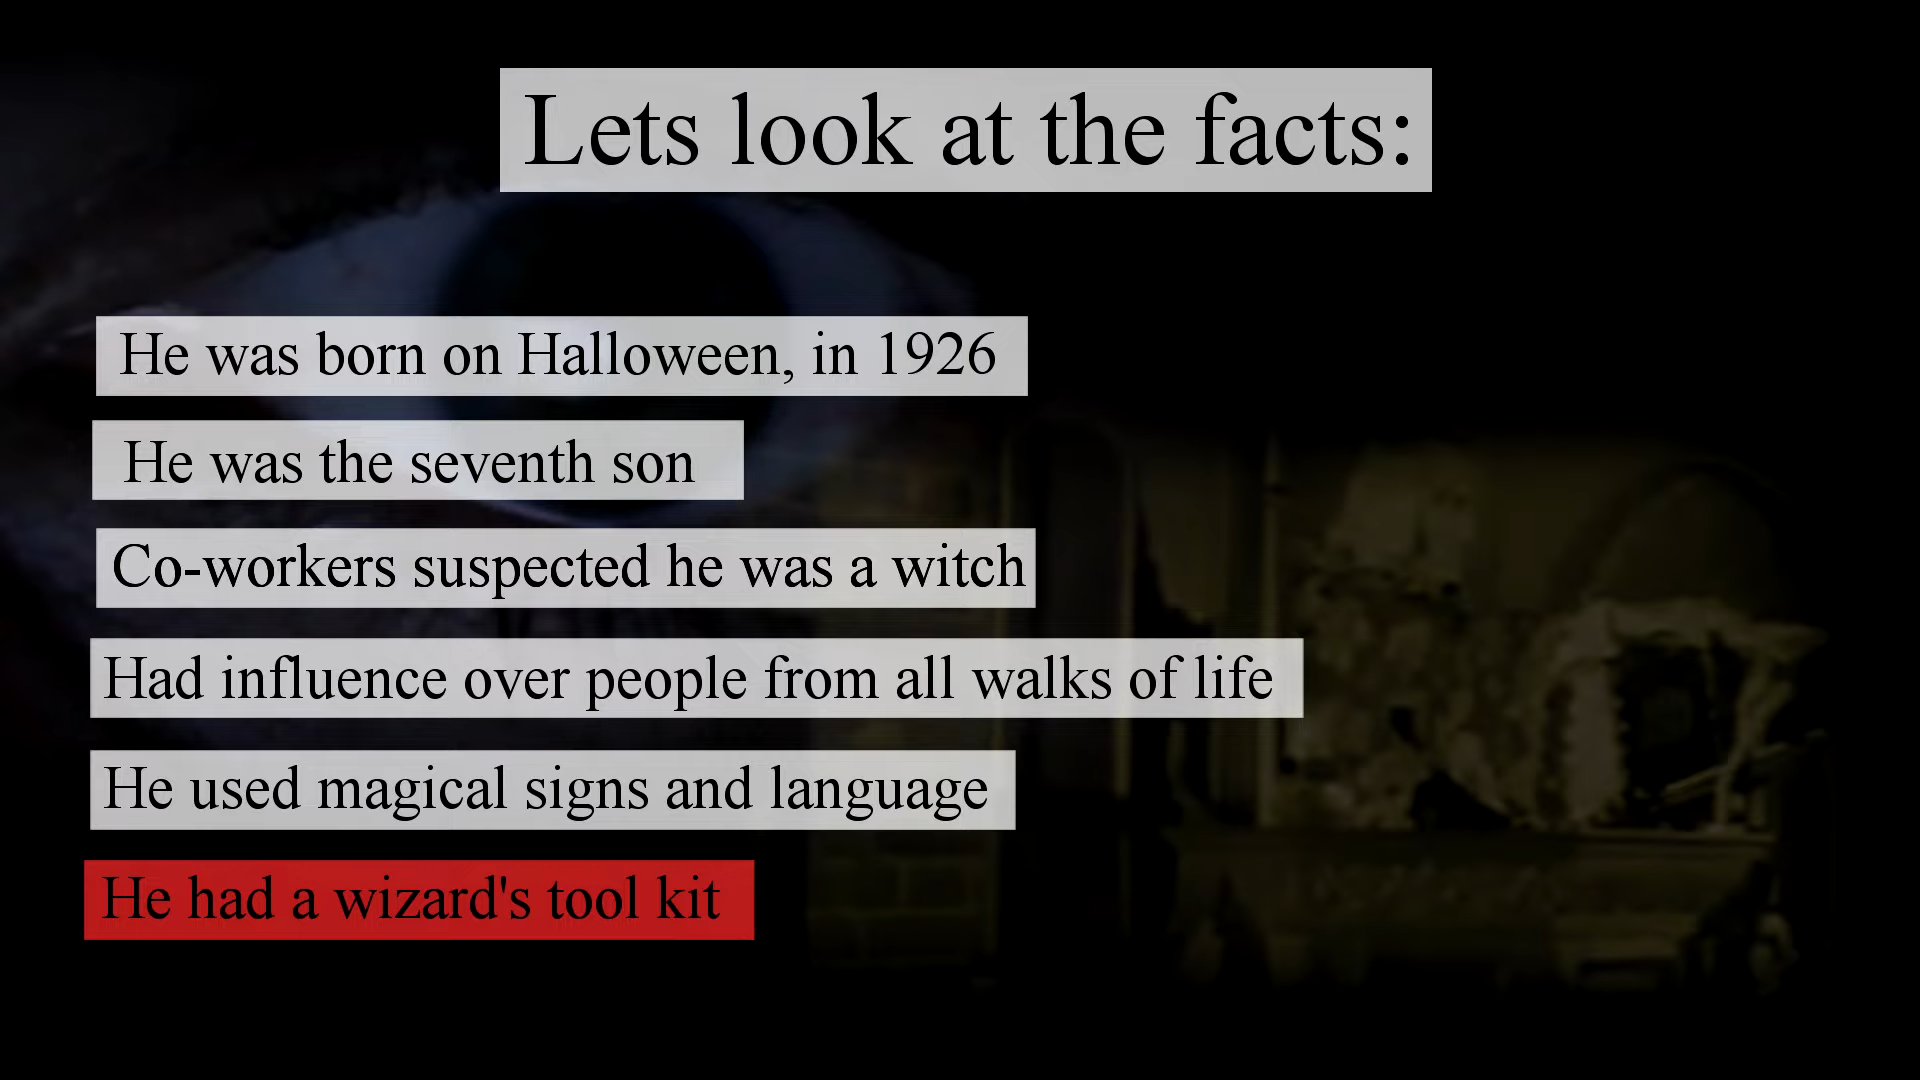 Lets look at the facts:
He was born on Halloween, in 1926
He was the seventh son
Co-workers suspected he was a witch
Had influence over people from all walks of life
He used magical signs and language
He had a wizard's tool kit